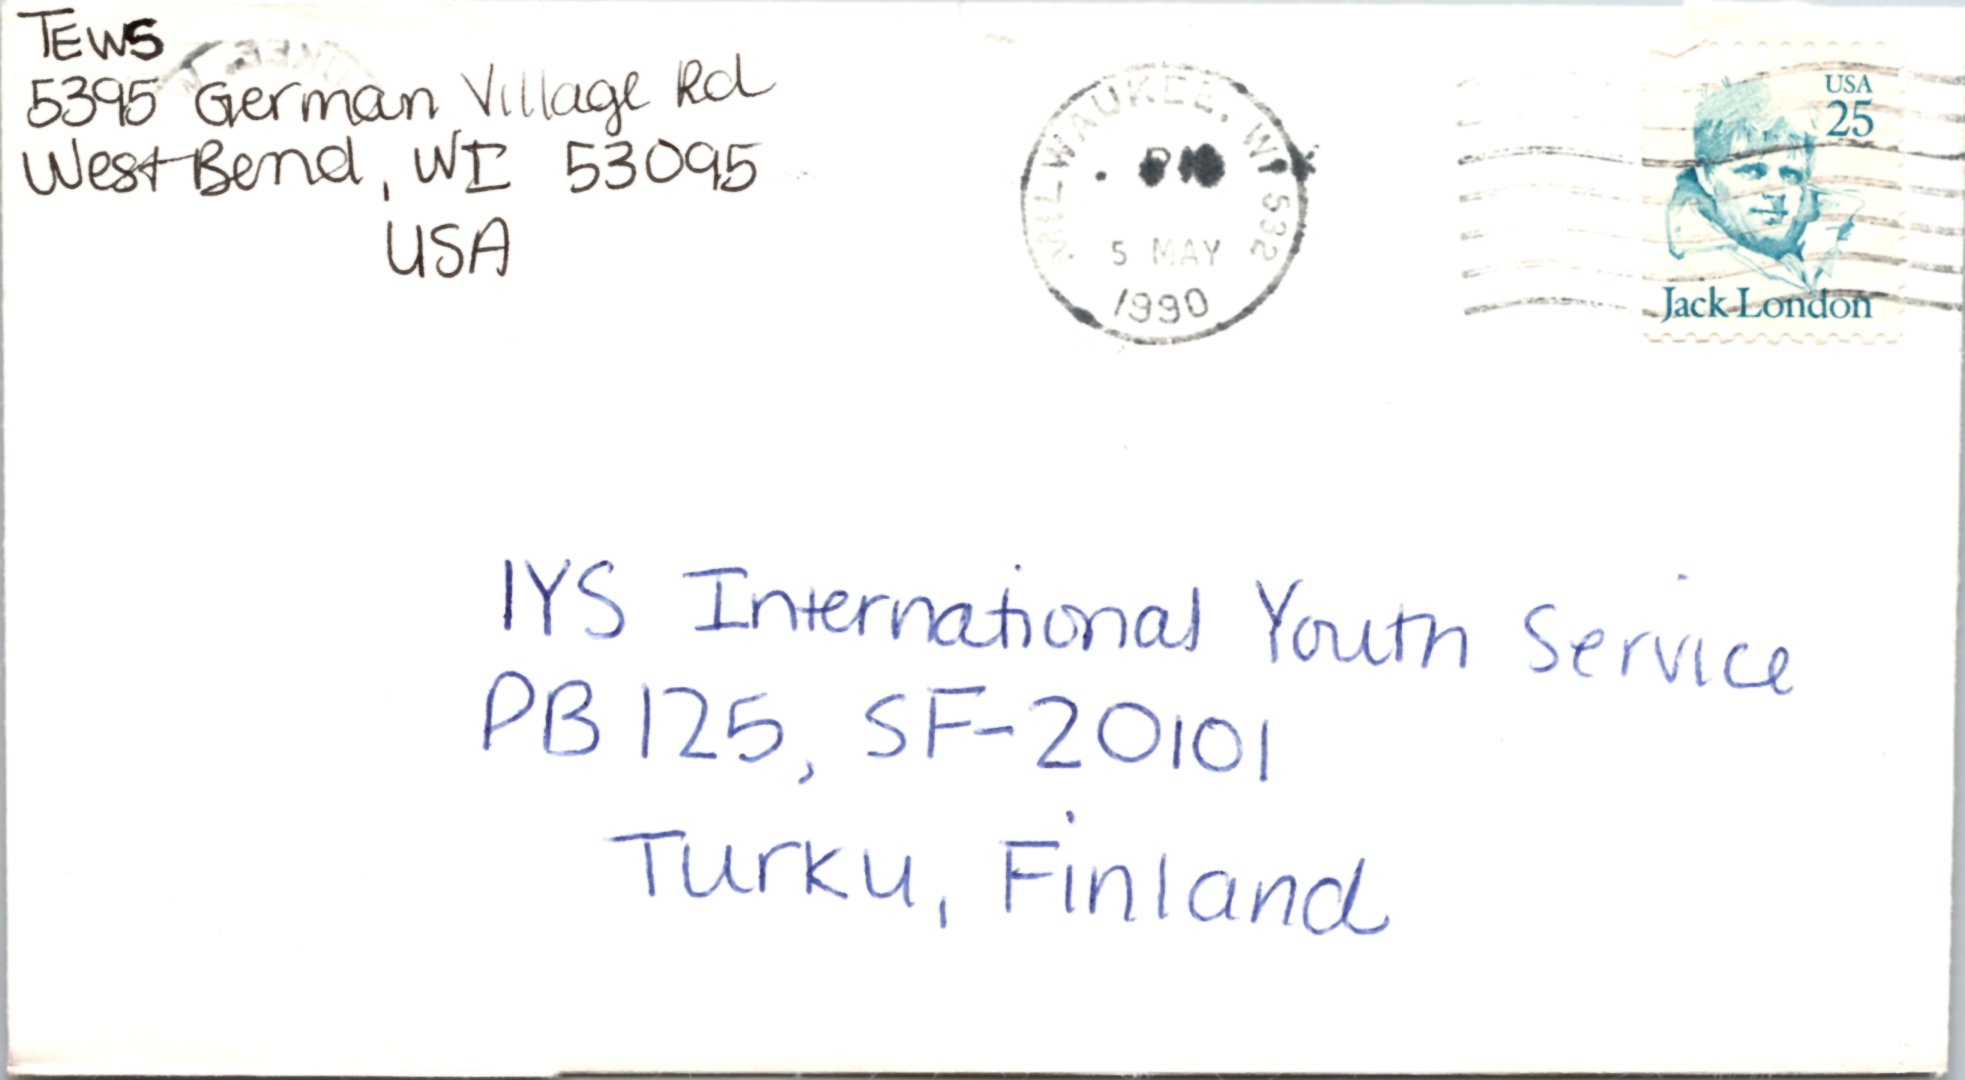 TEWS
5395 German Village Rd
West Bend, WI 53095
USA
MILWAUKEE, WI 532
PM
5 MAY
1990
USA
25
Jack London
IYS International Youth Service
PB 125, SF-20101
Turku, Finland